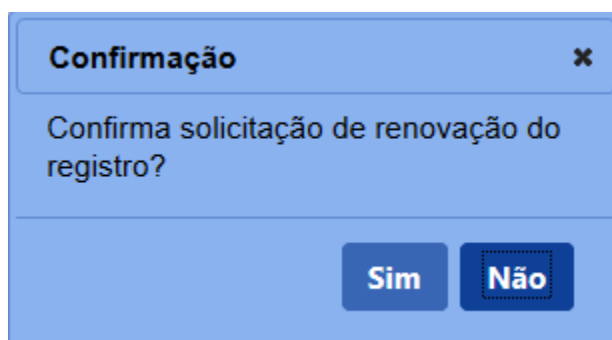 Confirmação
Confirma solicitação de renovação do
registro?
Sim Não